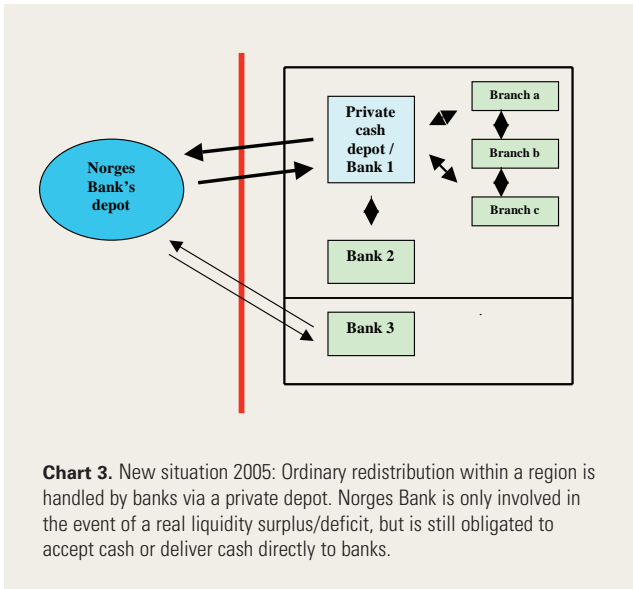 Norges
Bank's
depot
Private
cash
depot /
Bank 1
Branch a
Branch b
Branch c
Bank 2
Bank 3
Chart 3. New situation 2005: Ordinary redistribution within a region is
handled by banks via a private depot. Norges Bank is only involved in
the event of a real liquidity surplus/deficit, but is still obligated to
accept cash or deliver cash directly to banks.